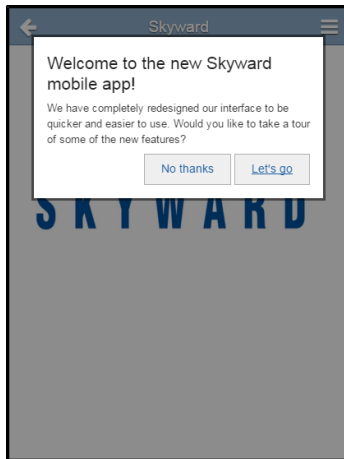 Skyward
Welcome to the new Skyward
mobile app!
We have completely redesigned our interface to be
quicker and easier to use. Would you like to take a tour
of some of the new features?
No thanks
Let's go
SKYWARD